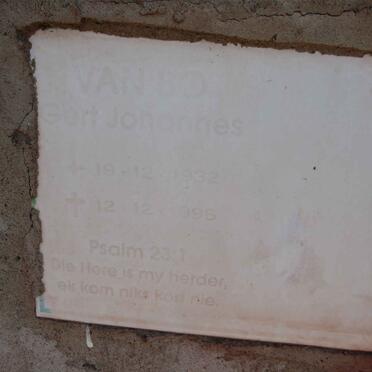 VAN
Gert Johannes
19 - 12 - 1932
† 12 - 12 - 1995
Psalm 23:1
Die Here is my herder,
ek kom niks kort nie.